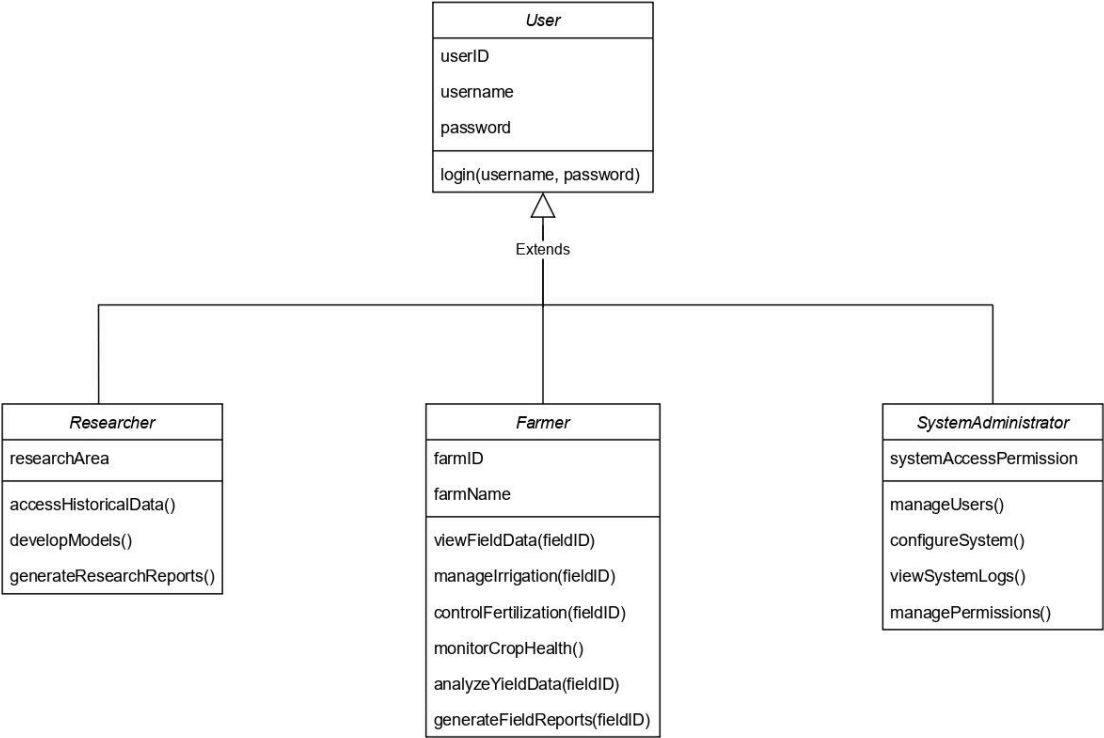 User
userID
username
password
login(username, password)
Extends
Researcher
researchArea
accessHistoricalData()
developModels()
generateResearchReports()
Farmer
farmID
farmName
viewFieldData(fieldID)
manageIrrigation(fieldID)
controlFertilization(fieldID)
monitorCropHealth()
analyzeYieldData(fieldID)
generateFieldReports(fieldID)
SystemAdministrator
systemAccessPermission
manageUsers()
configureSystem()
viewSystemLogs()
managePermissions()